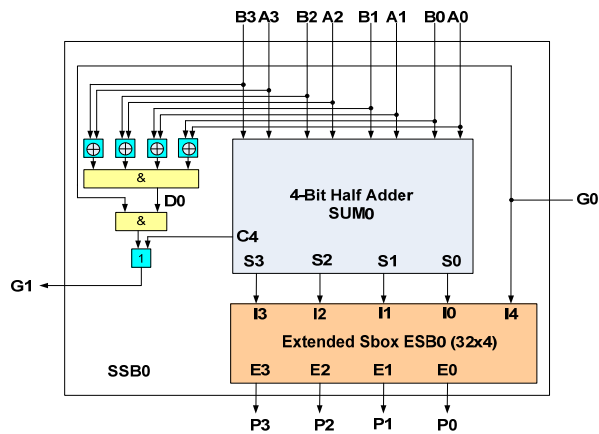 B3 A3 B2 A2 B1 A1 B0 A0
&
D0
&
1
G1
4-Bit Half Adder
SUM0
C4
S3 S2 S1 S0
G0
I3 I2 I1 I0 I4
Extended Sbox ESB0 (32x4)
E3 E2 E1 E0
SSB0
P3 P2 P1 P0